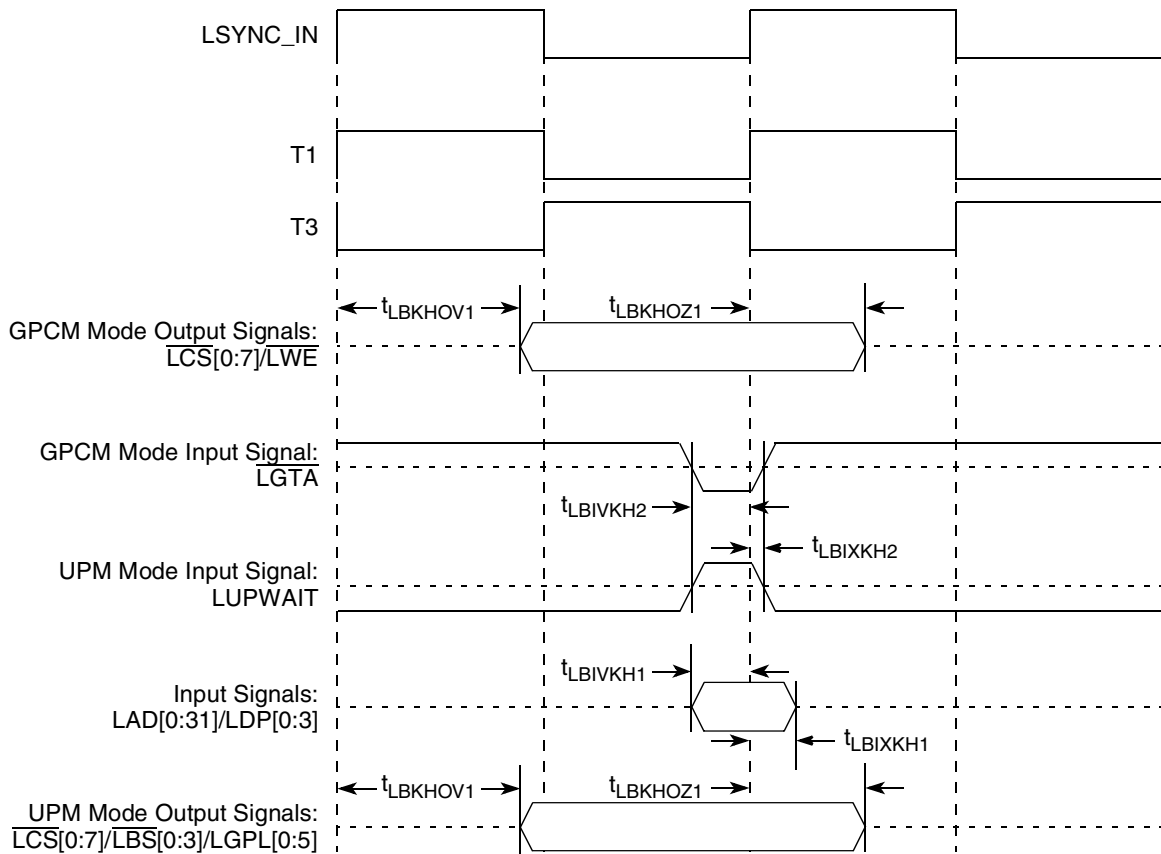 LSYNC_IN
T1
T3
tLBKHOV1
tLBKHOZ1
GPCM Mode Output Signals:
LCS[0:7]/LWE
GPCM Mode Input Signal:
LGTA
tLBIVKH2
tLBIXKH2
UPM Mode Input Signal:
LUPWAIT
tLBIVKH1
Input Signals:
LAD[0:31]/LDP[0:3]
tLBIXKH1
tLBKHOV1
tLBKHOZ1
UPM Mode Output Signals:
LCS[0:7]/LBS[0:3]/LGPL[0:5]